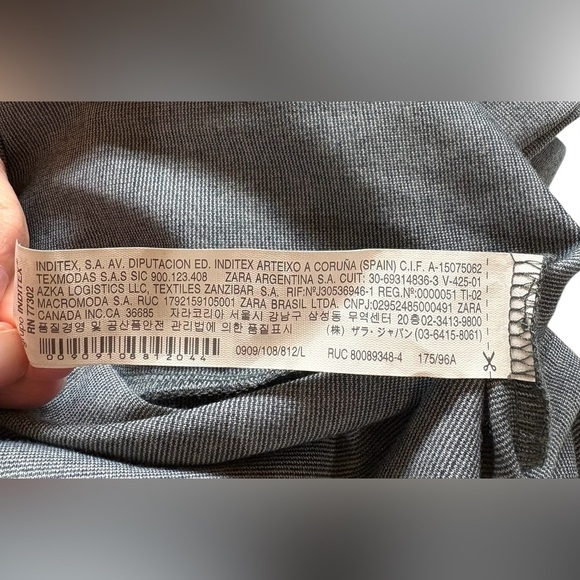 INDITEX, S.A. AV. DIPUTACION ED. INDITEX ARTEIXO A CORUÑA (SPAIN) C.I.F. A-15075062
TEXMODAS S.A.S SIC 900,123.408 ZARA ARGENTINA S.A. CUIT: 30-69314836-3 V-425-01
AZKA LOGISTICS LLC, TEXTILES ZANZIBAR S.A. RIF:NºJ30596946-1 REG.Nº:0000051 TI-02
MACROMODA S.A. RUC 1792159105001 ZARA BRASIL LTDA. CNPJ:02952485000491 ZARA
CANADA INC.CA 36685 자라코리아 서울시 강남구 삼성동 무역센터 20층02-3413-9800
품질경영 및 공산품안전 관리법에 의한 품질표시 (株) ザラ・ジャパン(03-6415-8061)
00909108812044 0909/108/812/L RUC 80089348-4 175/96A
INDITEX
RN 77302